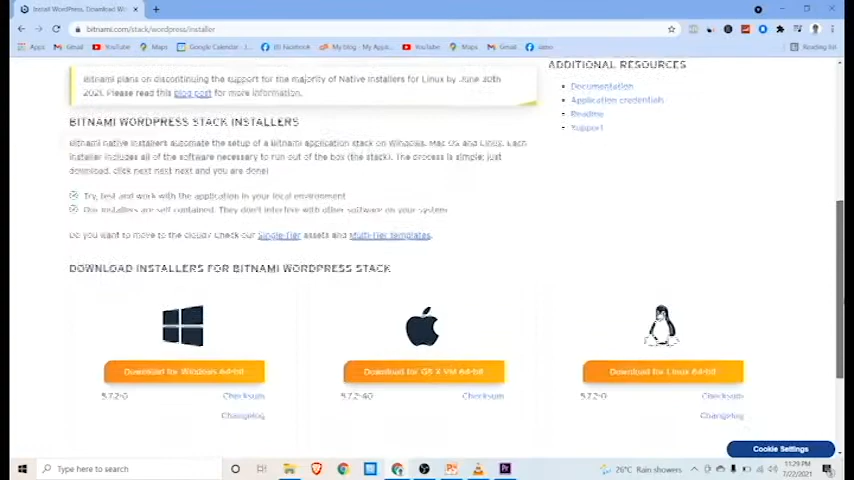 Install WordPress, Download Wo
bitnami.com/stack/wordpress/installer
Apps Gmail YouTube Maps Google Calendar (8) Facebook My blog - My Appa... YouTube Maps Gmail
Reading list
Bitnami plans on discontinuing the support for the majority of Native Installers for Linux by June 30th
2021. Please read this blog post for more information.
ADDITIONAL RESOURCES
Documentation
Application credentials
Readme
Support
BITNAMI WORDPRESS STACK INSTALLERS
Bitnami native installers automate the setup of a Bitnami application stack on Windows, Mac OS and Linux. Each
installer includes all of the software necessary to run out of the box (the stack). The process is simple; just
download, click next next next and you are done!
Try, test and work with the application in your local environment
Our installers are self contained. They don't interfere with other software on your system
Do you want to move to the cloud? Check our Single-Tier assets and Multi-Tier templates.
DOWNLOAD INSTALLERS FOR BITNAMI WORDPRESS STACK
Download for Windows 64-bit
Download for OS X VM 64-bit
Download for Linux 64-bit
5.7.2-0 Checksum
Changelog
5.7.2-40 Checksum
5.7.2-0 Checksum
Changelog
Cookie Settings
Type here to search
26°C Rain showers
11:29 PM
7/22/2021